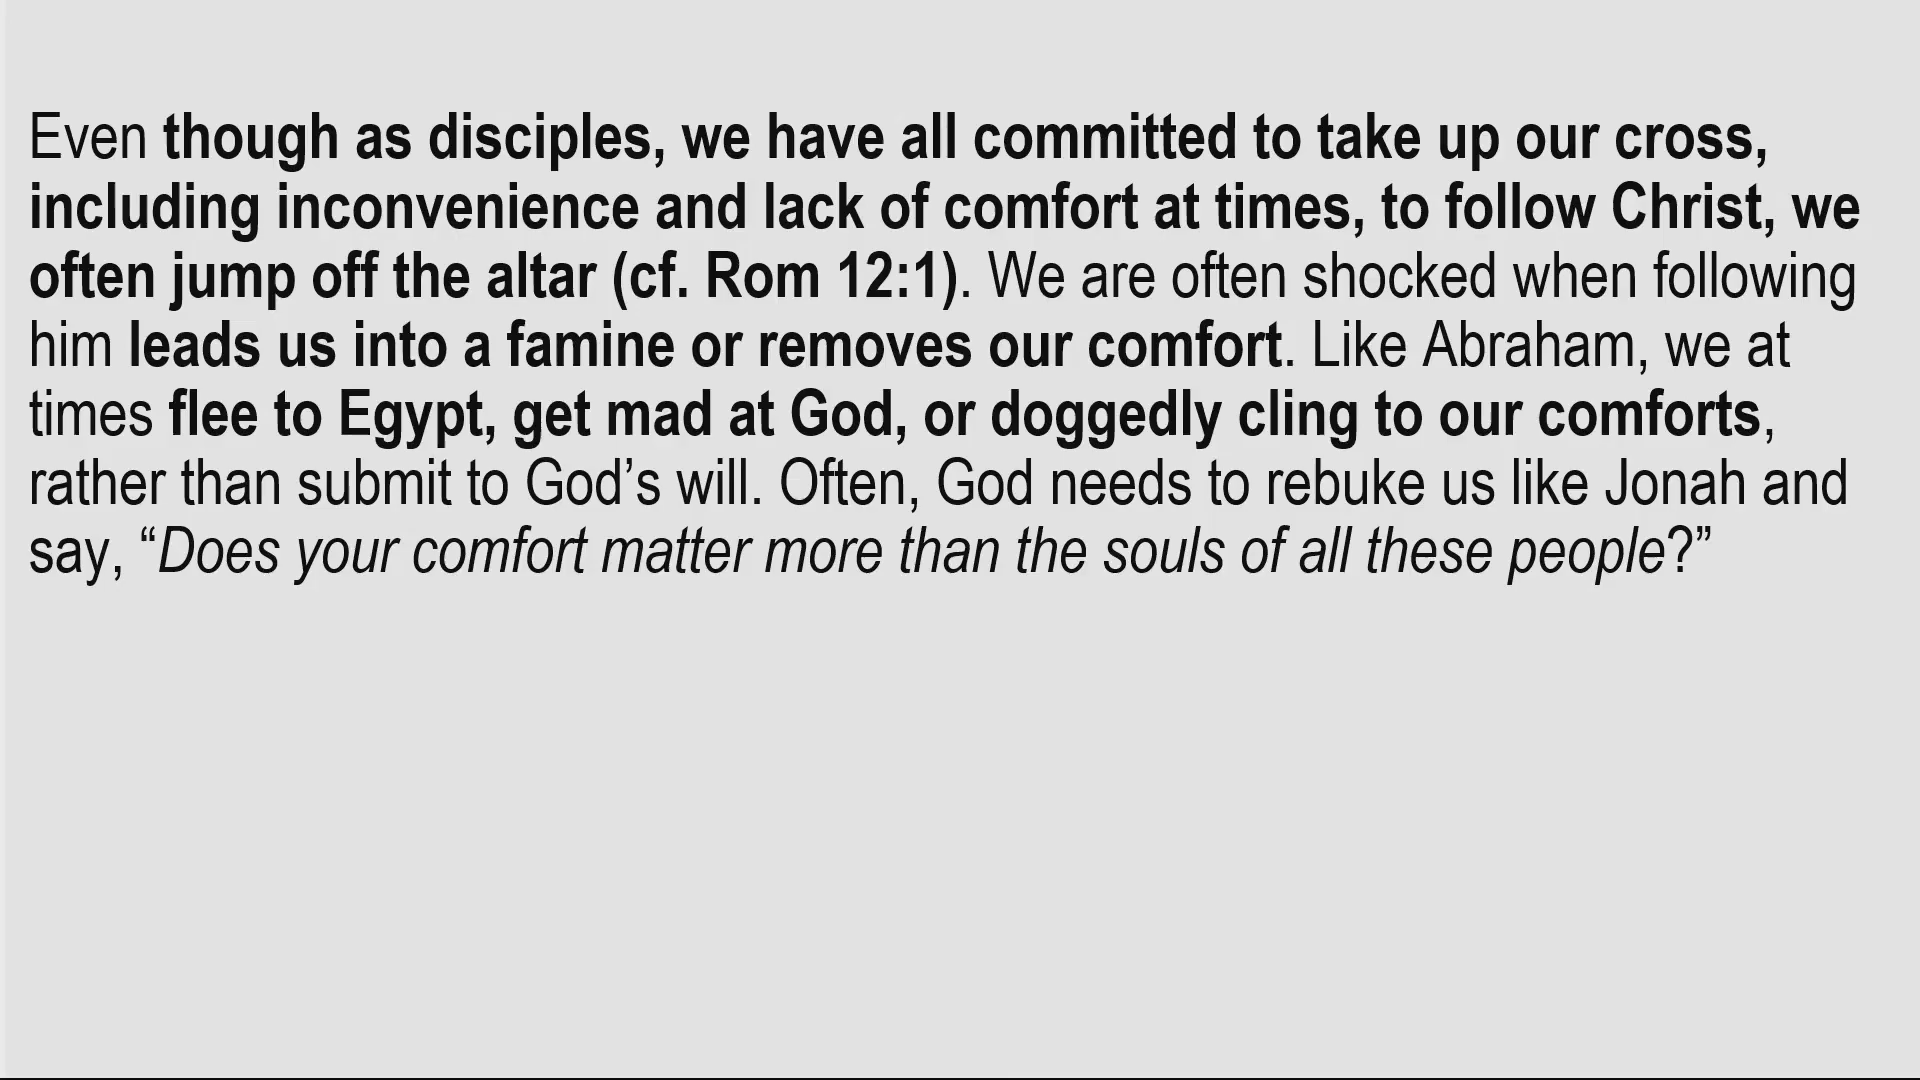 Even though as disciples, we have all committed to take up our cross,
including inconvenience and lack of comfort at times, to follow Christ, we
often jump off the altar (cf. Rom 12:1). We are often shocked when following
him leads us into a famine or removes our comfort. Like Abraham, we at
times flee to Egypt, get mad at God, or doggedly cling to our comforts,
rather than submit to God’s will. Often, God needs to rebuke us like Jonah and
say, “Does your comfort matter more than the souls of all these people?”